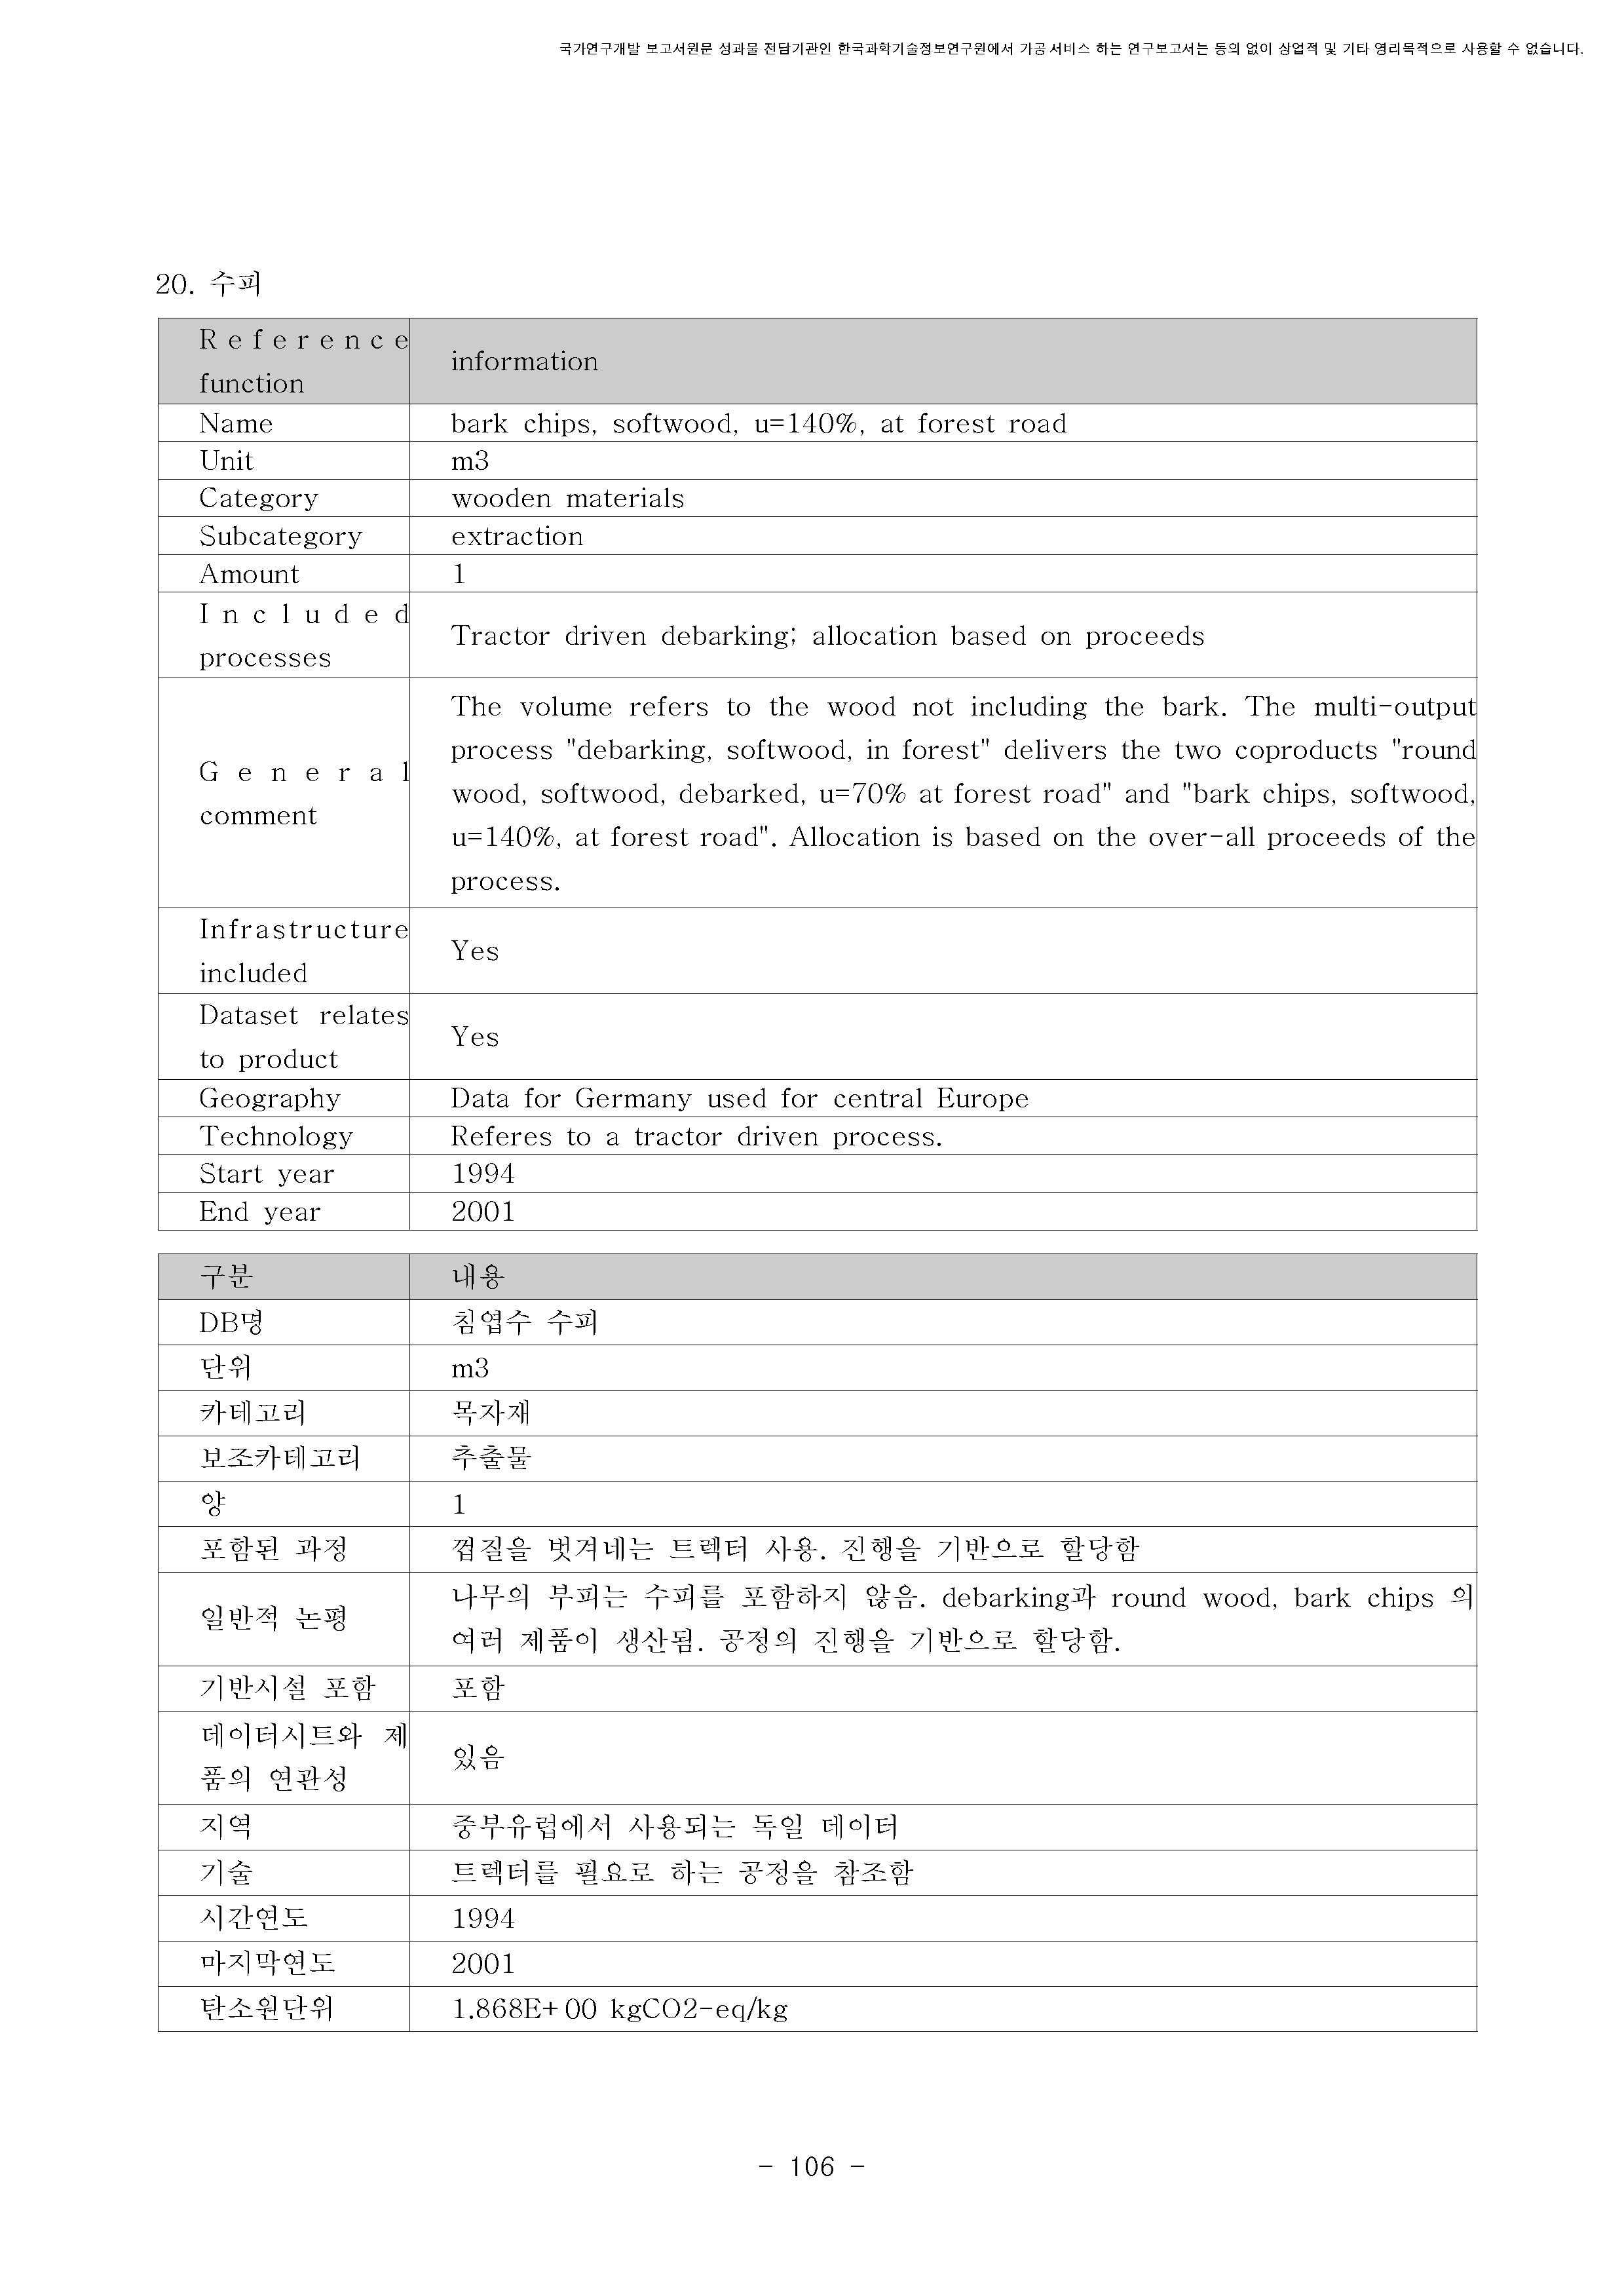 국가연구개발 보고서원문 성과물 전담기관인 한국과학기술정보연구원에서 가공·서비스 하는 연구보고서는 동의 없이 상업적 및 기타 영리목적으로 사용할 수 없습니다.
20. 수피
Reference
function
information
Name
bark chips, softwood, u=140%, at forest road
Unit
m3
Category
wooden materials
Subcategory
extraction
Amount
1
Included
processes
Tractor driven debarking; allocation based on proceeds
General
comment
The volume refers to the wood not including the bark. The multi-output
process "debarking, softwood, in forest" delivers the two coproducts "round
wood, softwood, debarked, u=70% at forest road" and "bark chips, softwood,
u=140%, at forest road". Allocation is based on the over-all proceeds of the
process.
Infrastructure
included
Yes
Dataset relates
to product
Yes
Geography
Data for Germany used for central Europe
Technology
Referes to a tractor driven process.
Start year
1994
End year
2001
구분
내용
DB명
침엽수 수피
단위
m3
카테고리
목자재
보조카테고리
추출물
양
1
포함된 과정
껍질을 벗겨네는 트렉터 사용. 진행을 기반으로 할당함
일반적 논평
나무의 부피는 수피를 포함하지 않음. debarking과 round wood, bark chips 의
여러 제품이 생산됨. 공정의 진행을 기반으로 할당함.
기반시설 포함
포함
데이터시트와 제
품의 연관성
있음
지역
중부유럽에서 사용되는 독일 데이터
기술
트렉터를 필요로 하는 공정을 참조함
시간연도
1994
마지막연도
2001
탄소원단위
1.868E+00 kgCO2-eq/kg
- 106 -